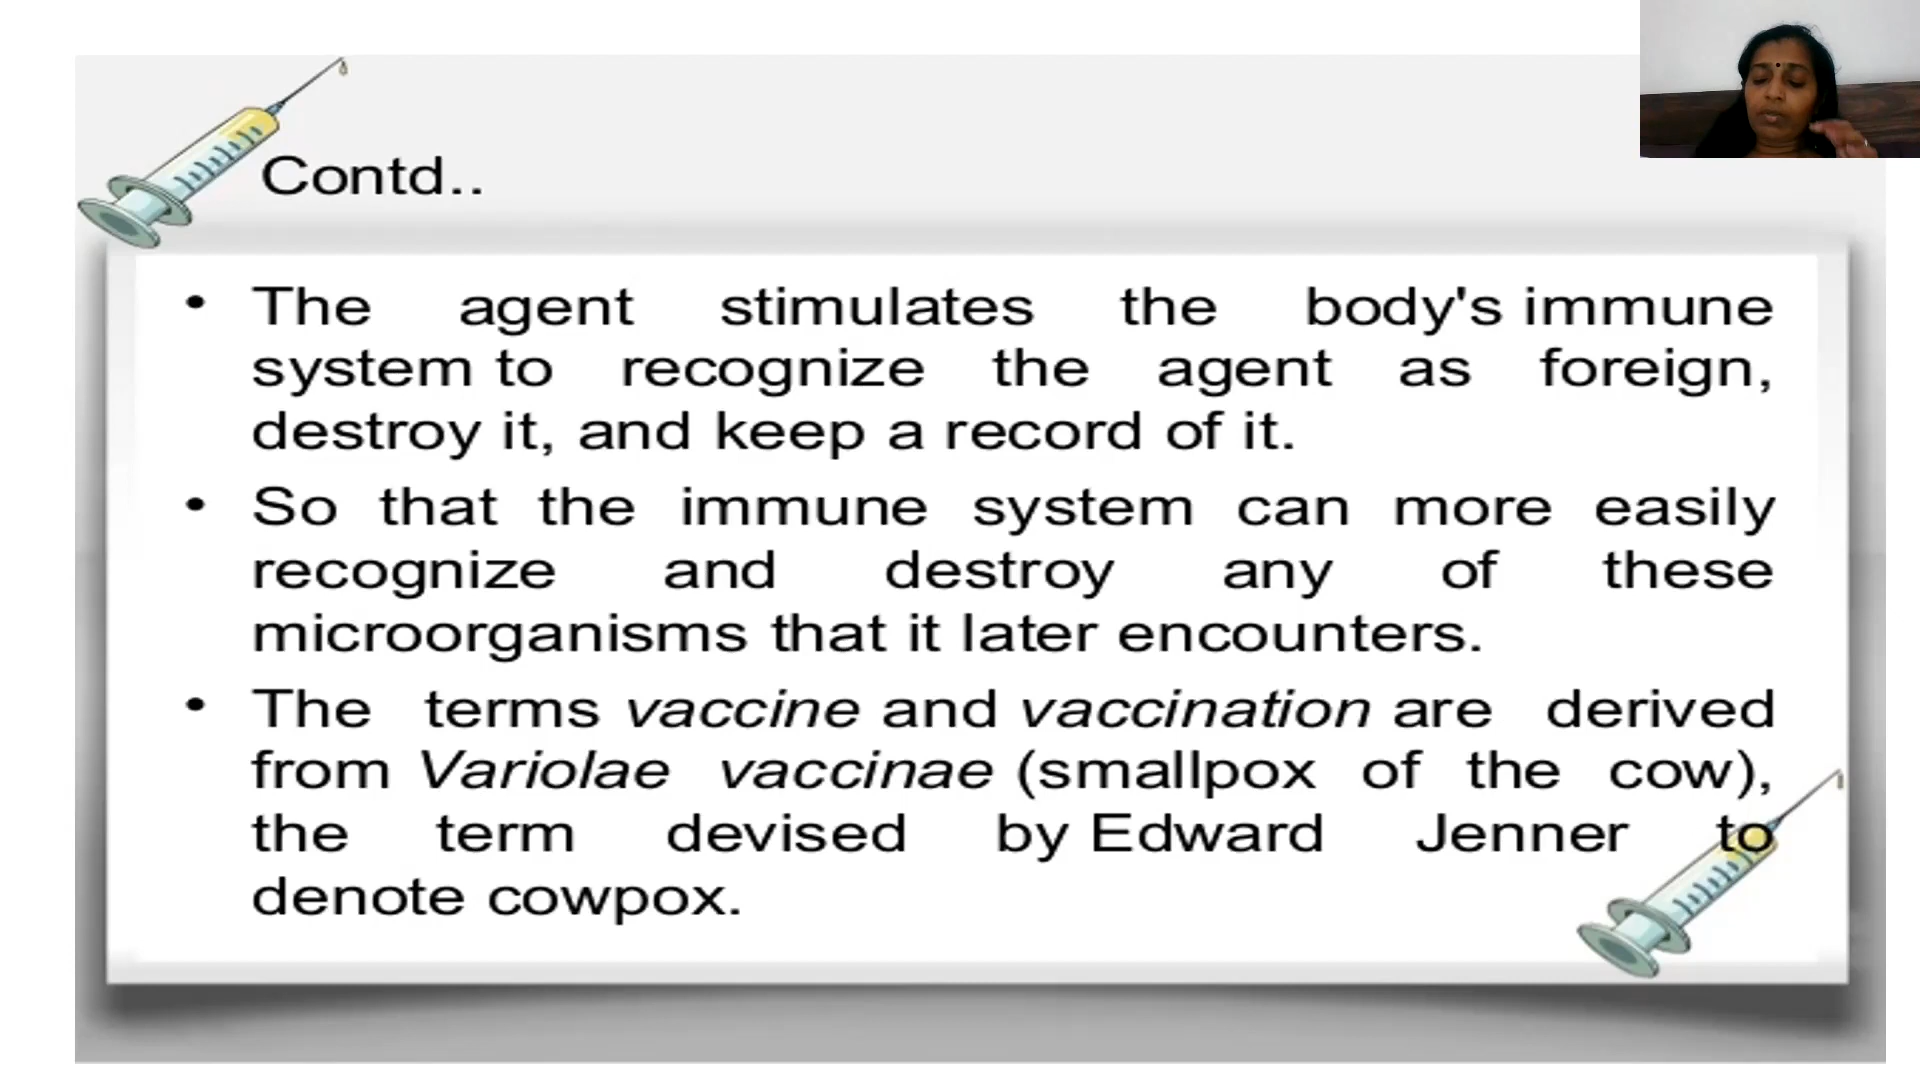 Contd..
• The agent stimulates the body's immune
system to recognize the agent as foreign,
destroy it, and keep a record of it.
• So that the immune system can more easily
recognize and destroy any of these
microorganisms that it later encounters.
• The terms vaccine and vaccination are derived
from Variolae vaccinae (smallpox of the cow),
the term devised by Edward Jenner to
denote cowpox.